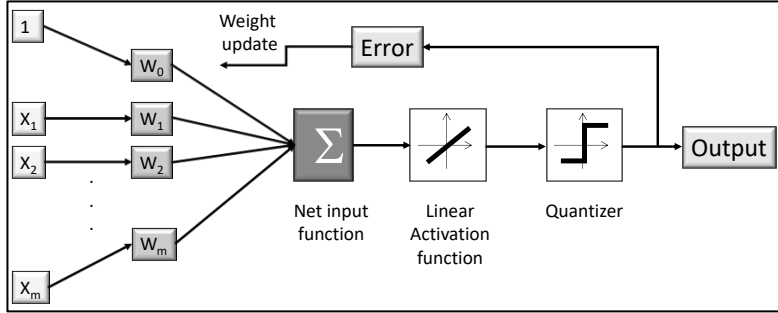 1
Weight
update
Error
W₀
X₁
W₁
X₂
W₂
Σ
Output
Net input
function
Linear
Activation
function
Quantizer
.
.
.
Wₘ
Xₘ